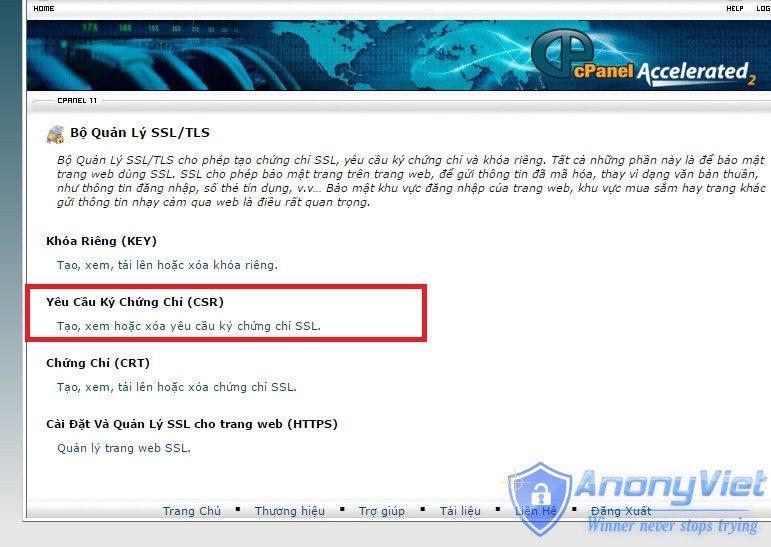 HOME
HELP
LOG
cPanel Accelerated2
CPANEL 11
Bộ Quản Lý SSL/TLS
Bộ Quản Lý SSL/TLS cho phép tạo chứng chỉ SSL, yêu cầu ký chứng chỉ và khóa riêng. Tất cả những phần này là để bảo mật
trang web dùng SSL. SSL cho phép bảo mật trang trên trang web, để gửi thông tin đã mã hóa, thay vì dạng văn bản thuần,
như thông tin đăng nhập, số thẻ tín dụng, v.v... Bảo mật khu vực đăng nhập của trang web, khu vực mua sắm hay trang khác
gửi thông tin nhạy cảm qua web là điều rất quan trọng.
Khóa Riêng (KEY)
Tạo, xem, tải lên hoặc xóa khóa riêng.
Yêu Cầu Ký Chứng Chỉ (CSR)
Tạo, xem hoặc xóa yêu cầu ký chứng chỉ SSL.
Chứng Chỉ (CRT)
Tạo, xem, tải lên hoặc xóa chứng chỉ SSL.
Cài Đặt Và Quản Lý SSL cho trang web (HTTPS)
Quản lý trang web SSL.
AnonyViet
Winner never stops trying
Trang Chủ ▪ Thương hiệu ▪ Trợ giúp ▪ Tài liệu ▪ Liên Hệ ▪ Đăng Xuất